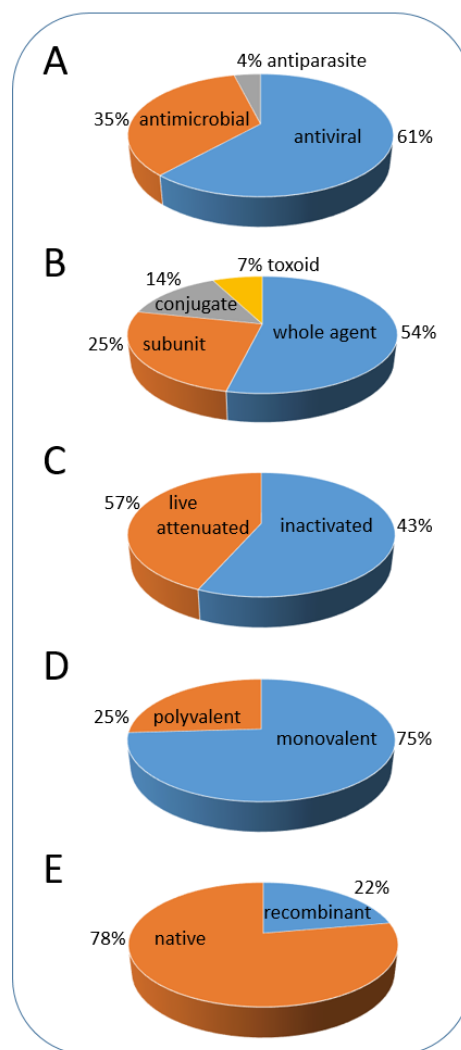 A
4% antiparasite
35%
antimicrobial
antiviral
61%
B
7% toxoid
14%
conjugate
whole agent
54%
25%
subunit
C
57%
live
attenuated
inactivated
43%
D
25%
polyvalent
monovalent
75%
E
22%
recombinant
78%
native